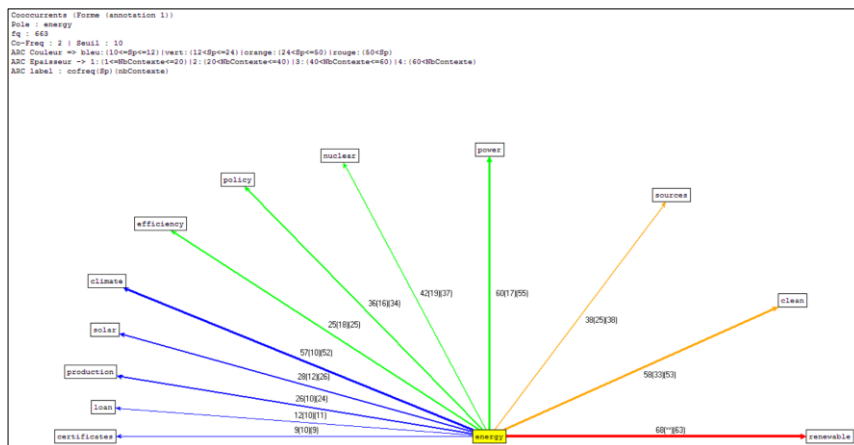 Cooccurrents (Forme (annotation 1))
Pole : energy
fq : 663
Co-Freq : 2 | Seuil : 10
ARC Couleur => bleu:(10<=Sp<=12)|vert:(12<Sp<=24)|orange:(24<Sp<=50)|rouge:(50<Sp)
ARC Epaisseur -> 1:(1<=NbContexte<=20)|2:(20<NbContexte<=40)|3:(40<NbContexte<=60)|4:(60<NbContexte)
ARC label : cofreq(Sp)(nbContexte)
power
nuclear
policy
sources
efficiency
climate
clean
42(19)(37)
60(17)(55)
36(16)(34)
38(25)(38)
25(18)(25)
solar
57(10)(52)
production
28(12)(26)
58(33)(53)
26(10)(24)
loan
12(10)(11)
9(10)(9)
68(**)(63)
certificates
energy
renewable